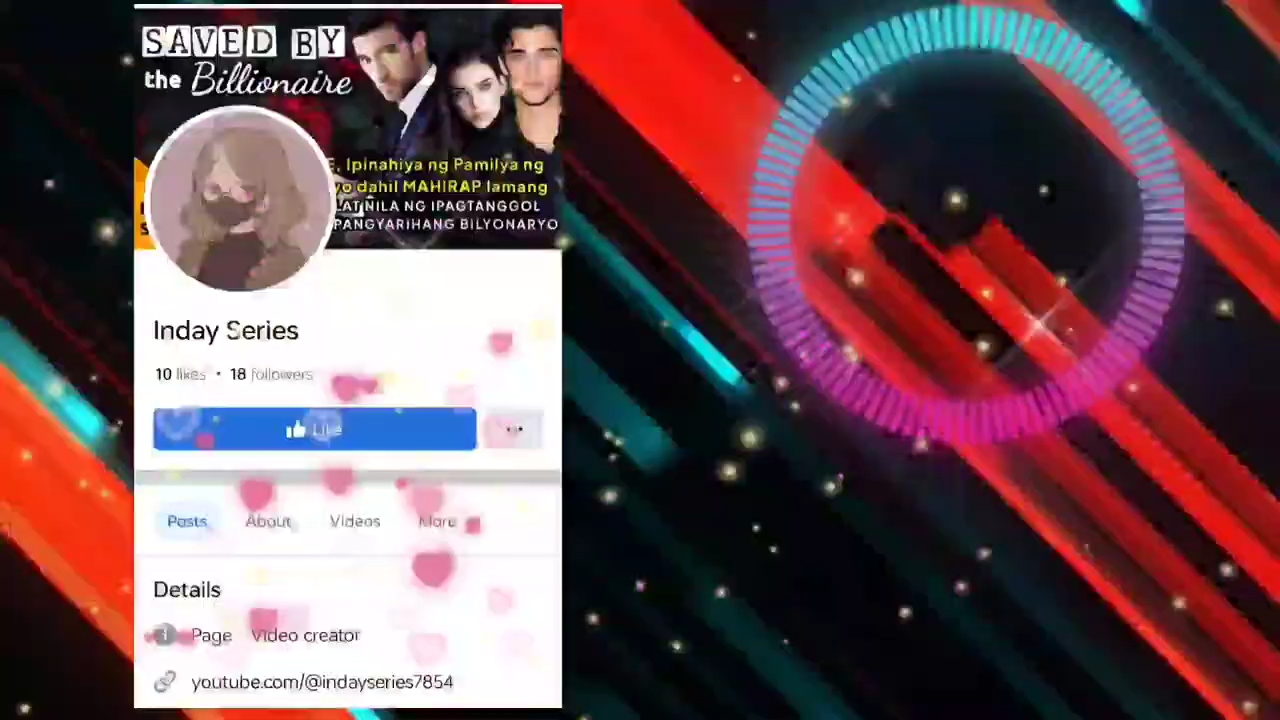 SAVED BY
the Billionaire
Ipinahiya ng Pamilya ng
dahil MAHIRAP lamang
NILA NG IPAGTANGGOL
PANGYARIHANG BILYONARYO
Inday Series
10 likes • 18 followers
Like
Posts About Videos More
Details
Page Video creator
youtube.com/@indayseries7854